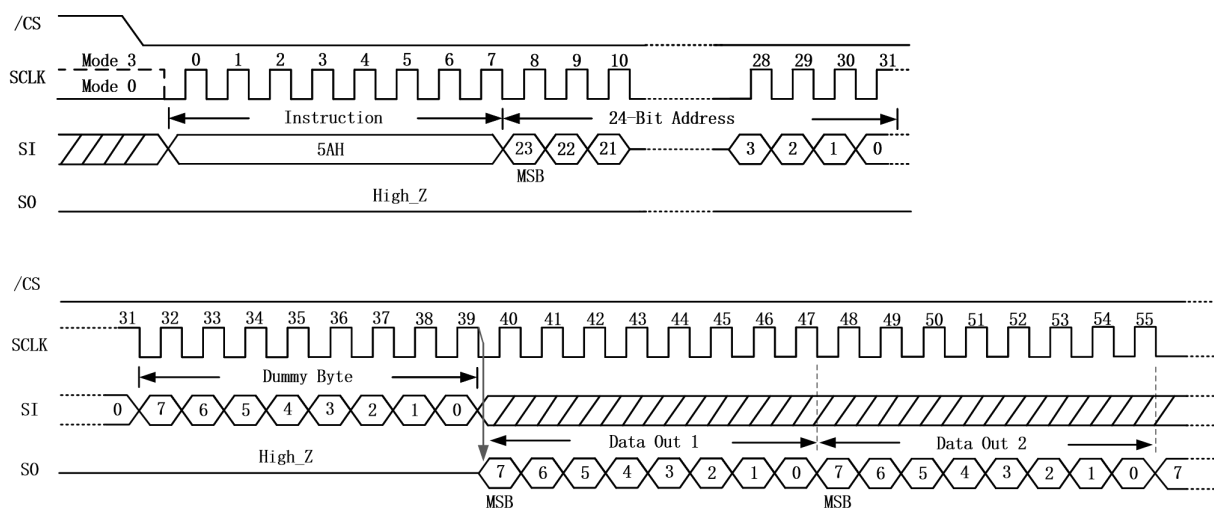 /CS
Mode 3 0 1 2 3 4 5 6 7 8 9 10 28 29 30 31
SCLK
Mode 0
Instruction 24-Bit Address
SI 5AH 23 22 21 3 2 1 0
MSB
High_Z
SO
/CS
31 32 33 34 35 36 37 38 39 40 41 42 43 44 45 46 47 48 49 50 51 52 53 54 55
SCLK
Dummy Byte
SI 0 7 6 5 4 3 2 1 0
High_Z Data Out 1 Data Out 2
SO 7 6 5 4 3 2 1 0 7 6 5 4 3 2 1 0 7
MSB MSB